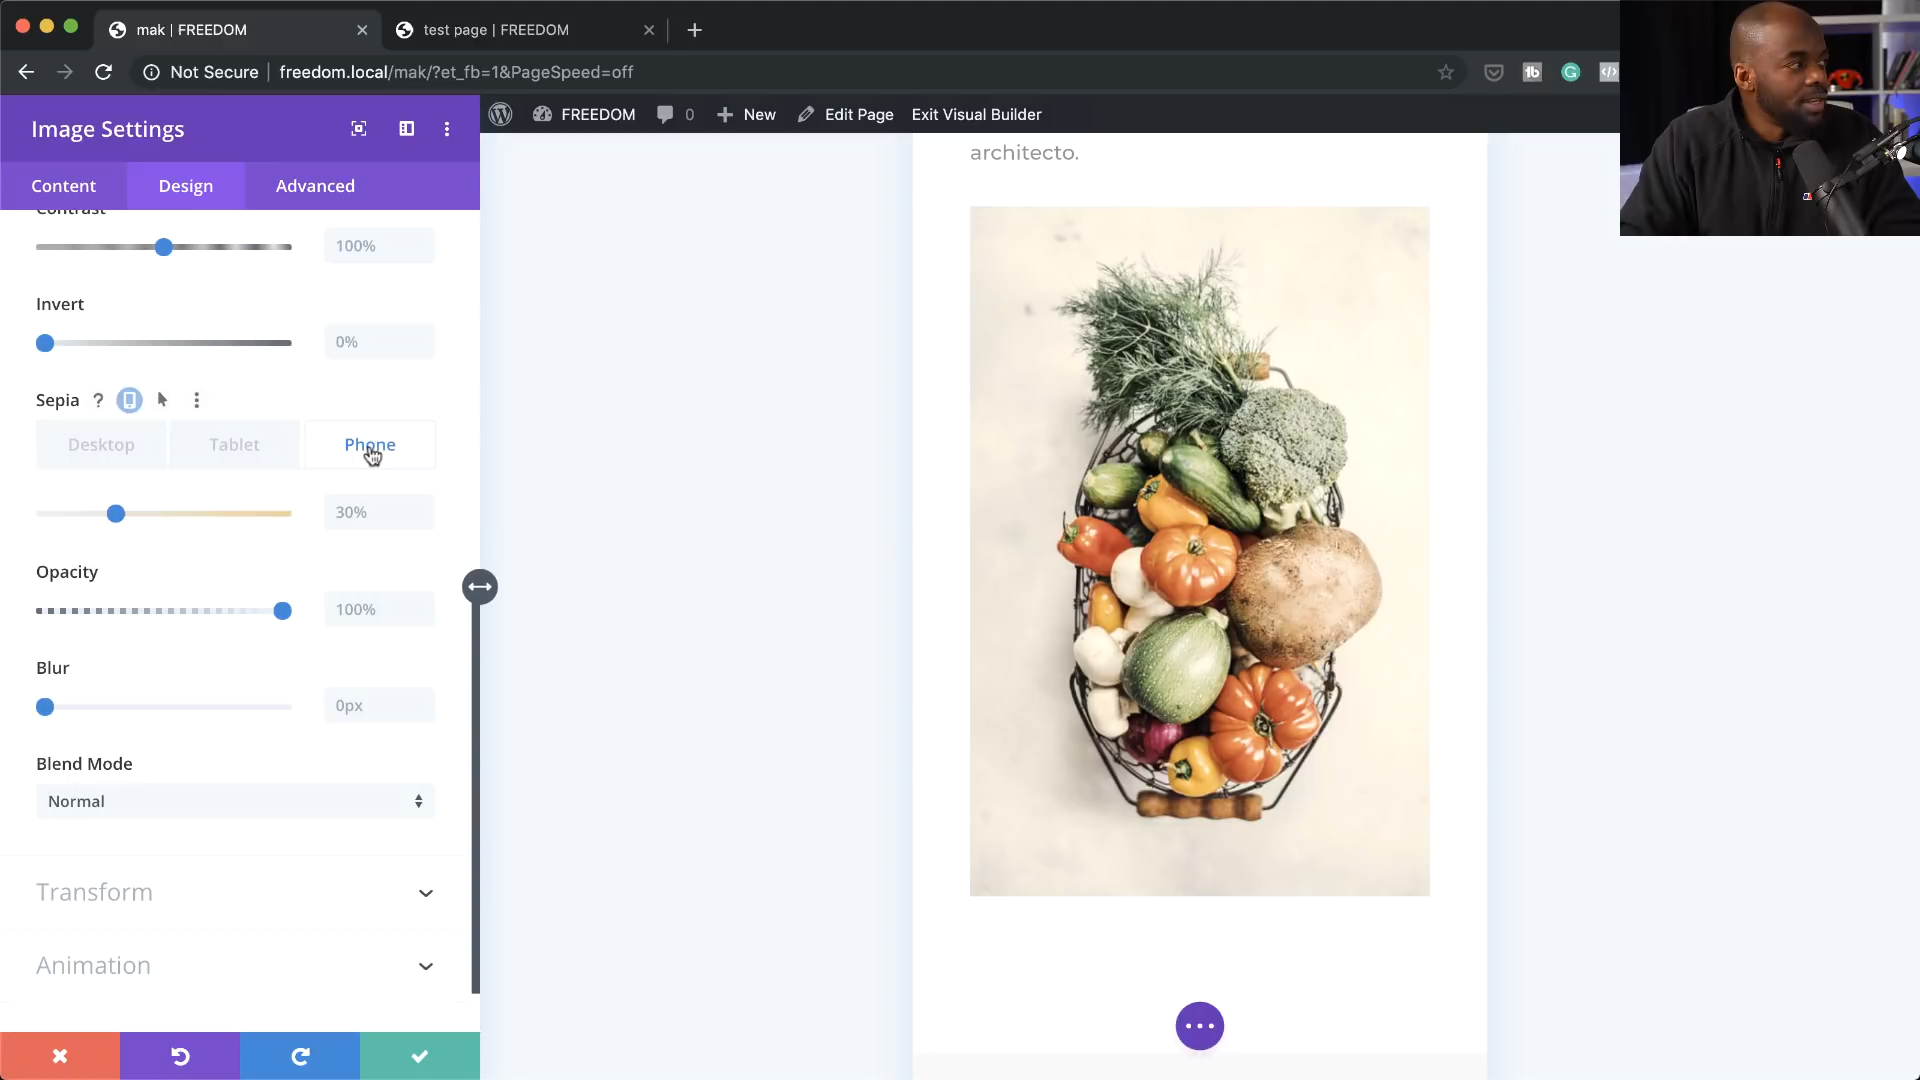 mak | FREEDOM
test page | FREEDOM
Not Secure | freedom.local/mak/?et_fb=1&PageSpeed=off
tb
G
</>
Image Settings
FREEDOM
0
New
Edit Page
Exit Visual Builder
Content
Design
Advanced
architecto.
Contrast
100%
Invert
0%
Sepia ?
Desktop
Tablet
Phone
30%
Opacity
100%
Blur
0px
Blend Mode
Normal
Transform
Animation